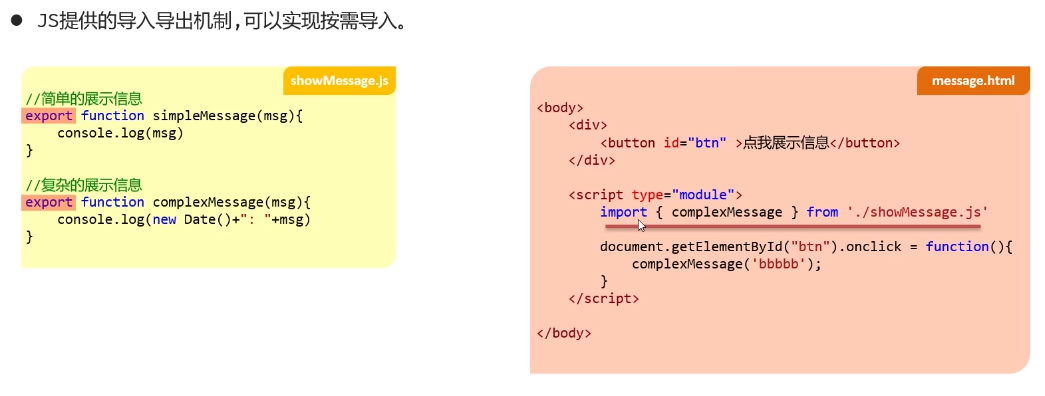 ● JS提供的导入导出机制,可以实现按需导入。
showMessage.js
//简单的展示信息
export function simpleMessage(msg){
    console.log(msg)
}
//复杂的展示信息
export function complexMessage(msg){
    console.log(new Date()+": "+msg)
}
message.html
<body>
    <div>
        <button id="btn" >点我展示信息</button>
    </div>
    <script type="module">
        import { complexMessage } from './showMessage.js'
        document.getElementById("btn").onclick = function(){
            complexMessage('bbbbb');
        }
    </script>
</body>